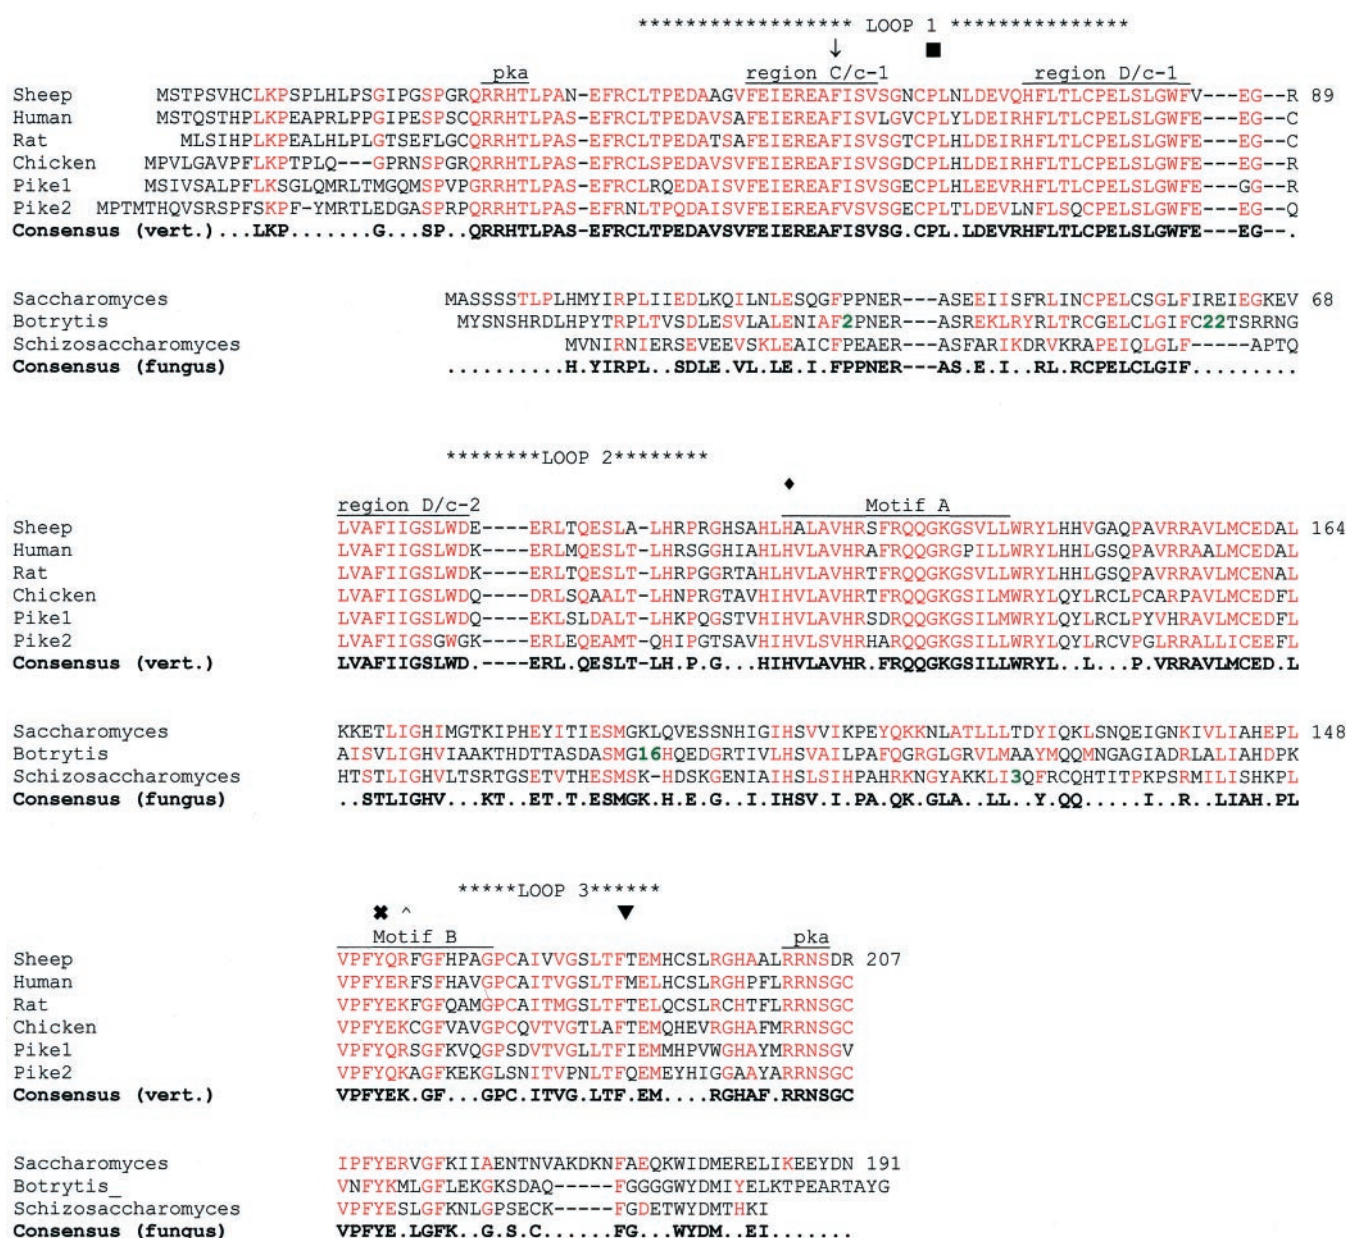 ****************** LOOP 1 ***************
↓ ■
pka region C/c-1 region D/c-1
Sheep MSTPSVHCLKPSPLHLPSGIPGSPGRQRRHTLPAN-EFRCLTPEDAAGVFEIEREAFISVSGNCPLNLDEVQHFLTLCPELSLGWFV---EG--R 89
Human MSTQSTHPLKPEAPRLPPGIPESPSCQRRHTLPAS-EFRCLTPEDAVSAFEIEREAFISVLGVCPLYLDEIRHFLTLCPELSLGWFE---EG--C
Rat MLSIHPLKPEALHLPLGTSEFLGCQRRHTLPAS-EFRCLTPEDATSAFEIEREAFISVSGTCPLHLDEIRHFLTLCPELSLGWFE---EG--C
Chicken MPVLGAVPFLKPTPLQ---GPRNSPGRQRRHTLPAS-EFRCLSPEDAVSVFEIEREAFISVSGDCPLHLDEIRHFLTLCPELSLGWFE---EG--R
Pike1 MSIVSALPFLKSGLQMRLTMGQMSPVPGRRHTLPAS-EFRCLRQEDAISVFEIEREAFISVSGECPLHLEEVRHFLTLCPELSLGWFE---GG--R
Pike2 MPTMTHQVSRSPFSKPF-YMRTLEDGASPRPQRRHTLPAS-EFRNLTPQDAISVFEIEREAFVSVSGECPLTLDEVLNFLSQCPELSLGWFE---EG--Q
Consensus (vert.) ...LKP.......G...SP..QRRHTLPAS-EFRCLTPEDAVSVFEIEREAFISVSG.CPL.LDEVRHFLTLCPELSLGWFE---EG--.
Saccharomyces MASSSSTLPLHMYIRPLIIEDLKQILNLESQGFPPNER---ASEEIISFRLINCPELCSGLFIREIEGKEV 68
Botrytis MYSNSHRDLHPYTRPLTVSDLESVLALENIAF2PNER---ASREKLRYRLTRCGELCLGIFC22TSRRNG
Schizosaccharomyces MVNIRNIERSEVEEVSKLEAICFPEAER---ASFARIKDRVKRAPEIQLGLF-----APTQ
Consensus (fungus) ..........H.YIRPL..SDLE.VL.LE.I.FPPNER---AS.E.I..RL.RCPELCLGIF.........
********LOOP 2********
♦
region D/c-2 Motif A
Sheep LVAFIIGSLWDE----ERLTQESLA-LHRPRGHSAHLHALAVHRSFRQQGKGSVLLWRYLHHVGAQPAVRRAVLMCEDAL 164
Human LVAFIIGSLWDK----ERLMQESLT-LHRSGGHIAHLHVLAVHRAFRQQGRGPILLWRYLHHLGSQPAVRRAALMCEDAL
Rat LVAFIIGSLWDK----ERLTQESLT-LHRPGGRTAHLHVLAVHRTFRQQGKGSVLLWRYLHHLGSQPAVRRAVLMCENAL
Chicken LVAFIIGSLWDQ----DRLSQAALT-LHNPRGTAVHIHVLAVHRTFRQQGKGSILMWRYLQYLRCLPCARPAVLMCEDFL
Pike1 LVAFIIGSLWDQ----EKLSLDALT-LHKPQGSTVHIHVLAVHRSDRQQGKGSILMWRYLQYLRCLPYVHRAVLMCEDFL
Pike2 LVAFIIGSGWGK----ERLEQEAMT-QHIPGTSAVHIHVLSVHRHARQQGKGSILLWRYLQYLRCVPGLRRALLICEEFL
Consensus (vert.) LVAFIIGSLWD.----ERL.QESLT-LH.P.G...HIHVLAVHR.FRQQGKGSILLWRYL..L...P.VRRAVLMCED.L
Saccharomyces KKETLIGHIMGTKIPHEYITIESMGKLQVESSNHIGIHSVVIKPEYQKKNLATLLLTDYIQKLSNQEIGNKIVLIAHEPL 148
Botrytis AISVLIGHVIAAKTHDTTASDASMG16HQEDGRTIVLHSVAILPAFQGRGLGRVLMAAYMQQMNGAGIADRLALIAHDPK
Schizosaccharomyces HTSTLIGHVLTSRTGSETVTHESMSK-HDSKGENIAIHSLSIHPAHRKNGYAKKLI3QFRCQHTITPKPSRMILISHKPL
Consensus (fungus) ..STLIGHV...KT..ET.T.ESMGK.H.E.G..I.IHSV.I.PA.QK.GLA..LL..Y.QQ.....I..R..LIAH.PL
*****LOOP 3******
✖ ^ ▼
Motif B pka
Sheep VPFYQRFGFHPAGPCAIVVGSLTFTEMHCSLRGHAALRRNSDR 207
Human VPFYERFSFHAVGPCAITVGSLTFMELHCSLRGHPFLRRNSGC
Rat VPFYEKFGFQAMGPCAITMGSLTFTELQCSLRCHTFLRRNSGC
Chicken VPFYEKCGFVAVGPCQVTVGTLAFTEMQHEVRGHAFMRRNSGC
Pike1 VPFYQRSGFKVQGPSDVTVGLLTFIEMMHPVWGHAYMRRNSGV
Pike2 VPFYQKAGFKEKGLSNITVPNLTFQEMEYHIGGAAYARRNSGC
Consensus (vert.) VPFYEK.GF...GPC.ITVG.LTF.EM....RGHAF.RRNSGC
Saccharomyces IPFYERVGFKIIAENTNVAKDKNFAEQKWIDMERELIKEEYDN 191
Botrytis_ VNFYKMLGFLEKGKSDAQ-----FGGGGWYDMIYELKTPEARTAYG
Schizosaccharomyces VPFYESLGFKNLGPSECK-----FGDETWYDMTHKI
Consensus (fungus) VPFYE.LGFK..G.S.C......FG...WYDM..EI.......